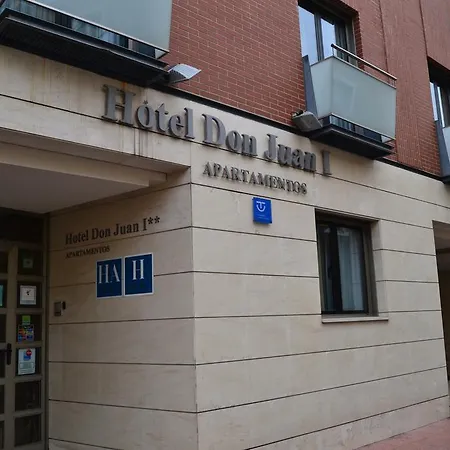 Hotel Don Juan I
APARTAMENTOS
Hotel Don Juan I**
APARTAMENTOS
HA H